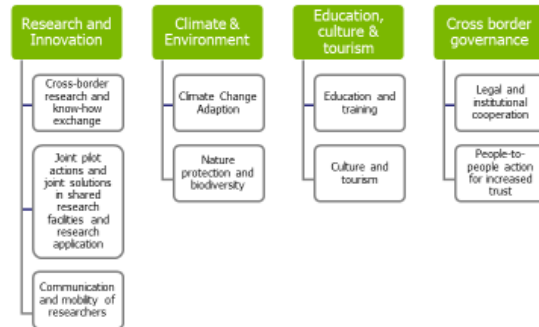 Research and
Innovation
Cross-border
research and
know-how
exchange
Joint pilot
actions and
joint solutions
in shared
research
facilities and
research
application
Communication
and mobility of
researchers
Climate &
Environment
Climate Change
Adaption
Nature
protection and
biodiversity
Education,
culture &
tourism
Education and
training
Culture and
tourism
Cross border
governance
Legal and
institutional
cooperation
People-to-
people action
for increased
trust